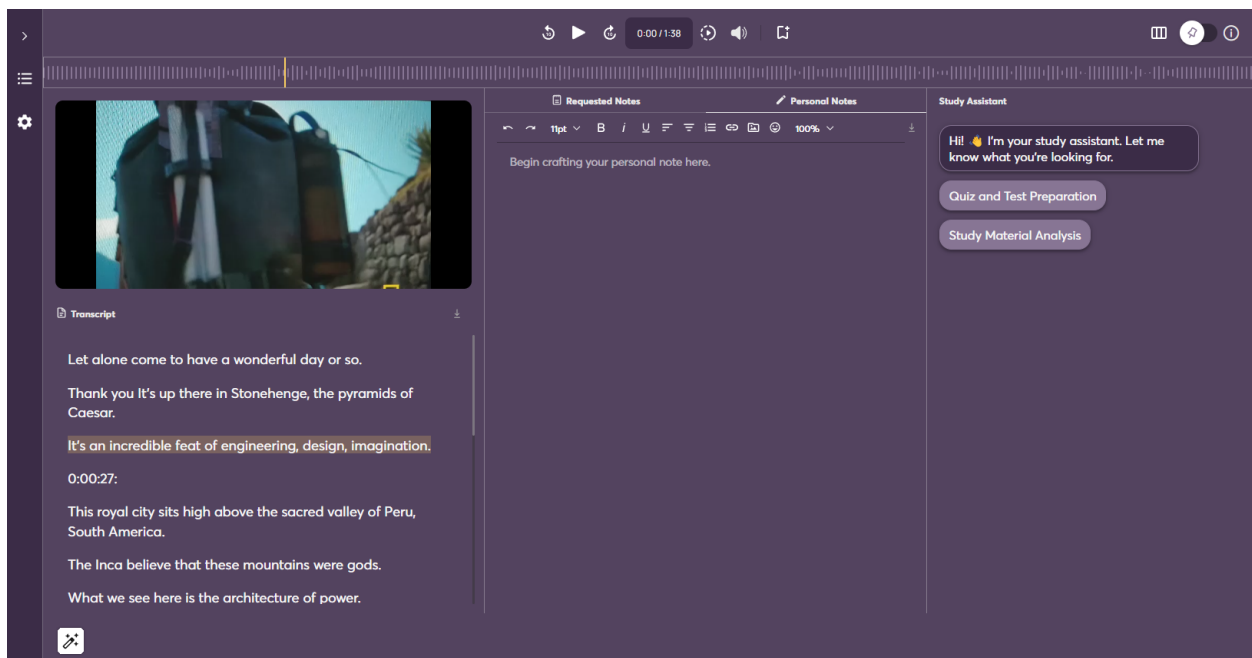 0:00 / 1:38
Requested Notes
Personal Notes
Study Assistant
11pt
B i U
100%
Begin crafting your personal note here.
Hi! 👋 I'm your study assistant. Let me
know what you're looking for.
Quiz and Test Preparation
Study Material Analysis
Transcript
Let alone come to have a wonderful day or so.
Thank you It's up there in Stonehenge, the pyramids of
Caesar.
It's an incredible feat of engineering, design, imagination.
0:00:27:
This royal city sits high above the sacred valley of Peru,
South America.
The Inca believe that these mountains were gods.
What we see here is the architecture of power.